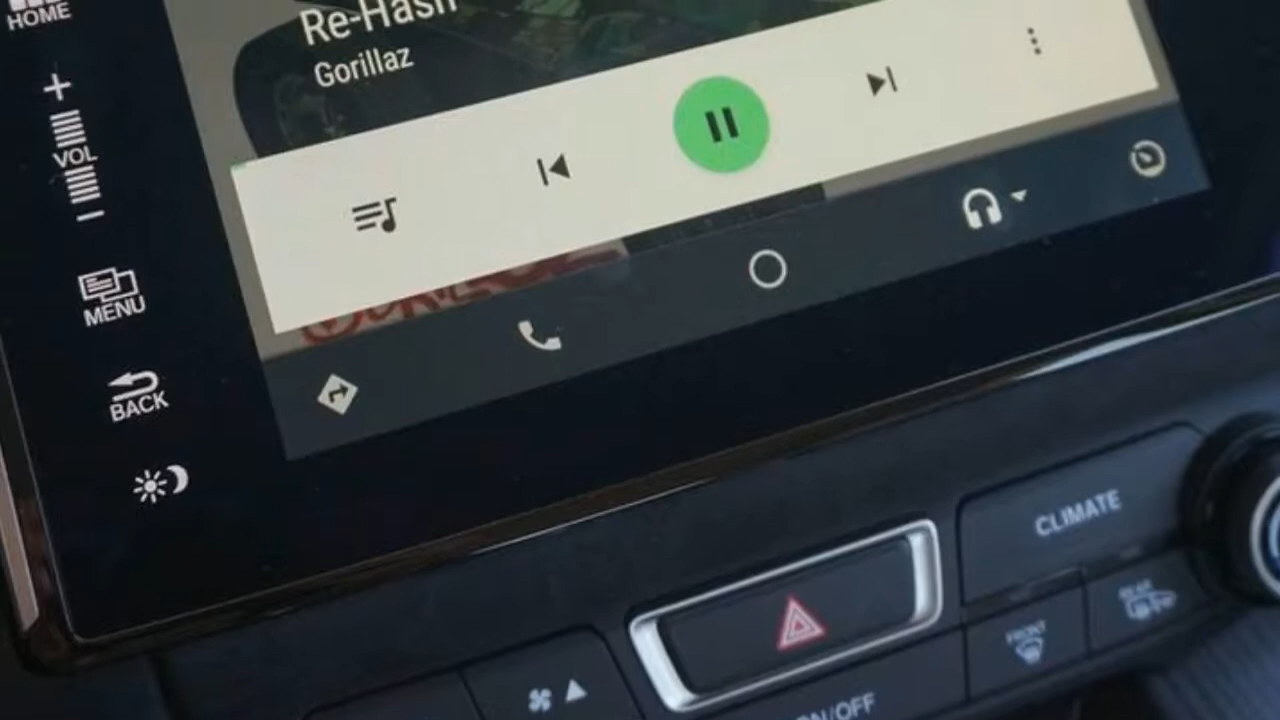 HOME
Re-Hash
Gorillaz
VOL
MENU
BACK
CLIMATE
FRONT
REAR
ON/OFF